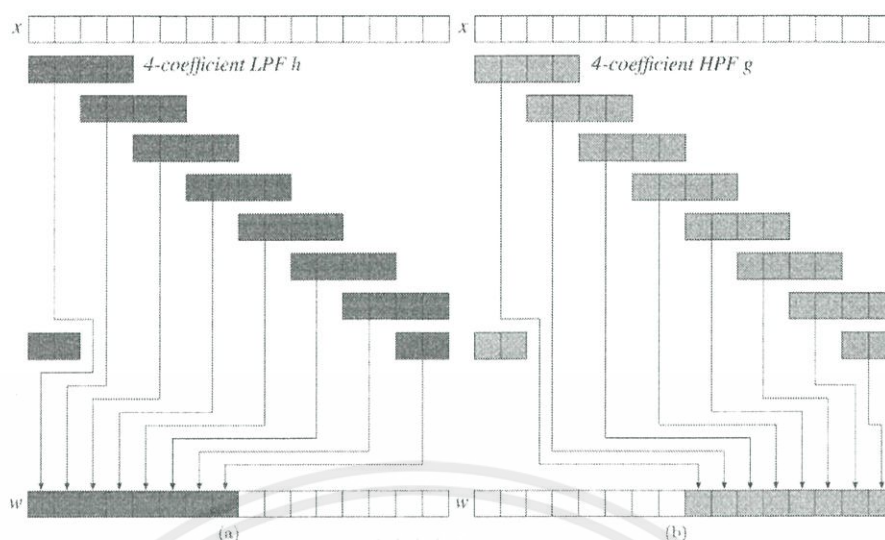 x
x
4-coefficient LPF h
4-coefficient HPF g
w
w
(a)
(b)